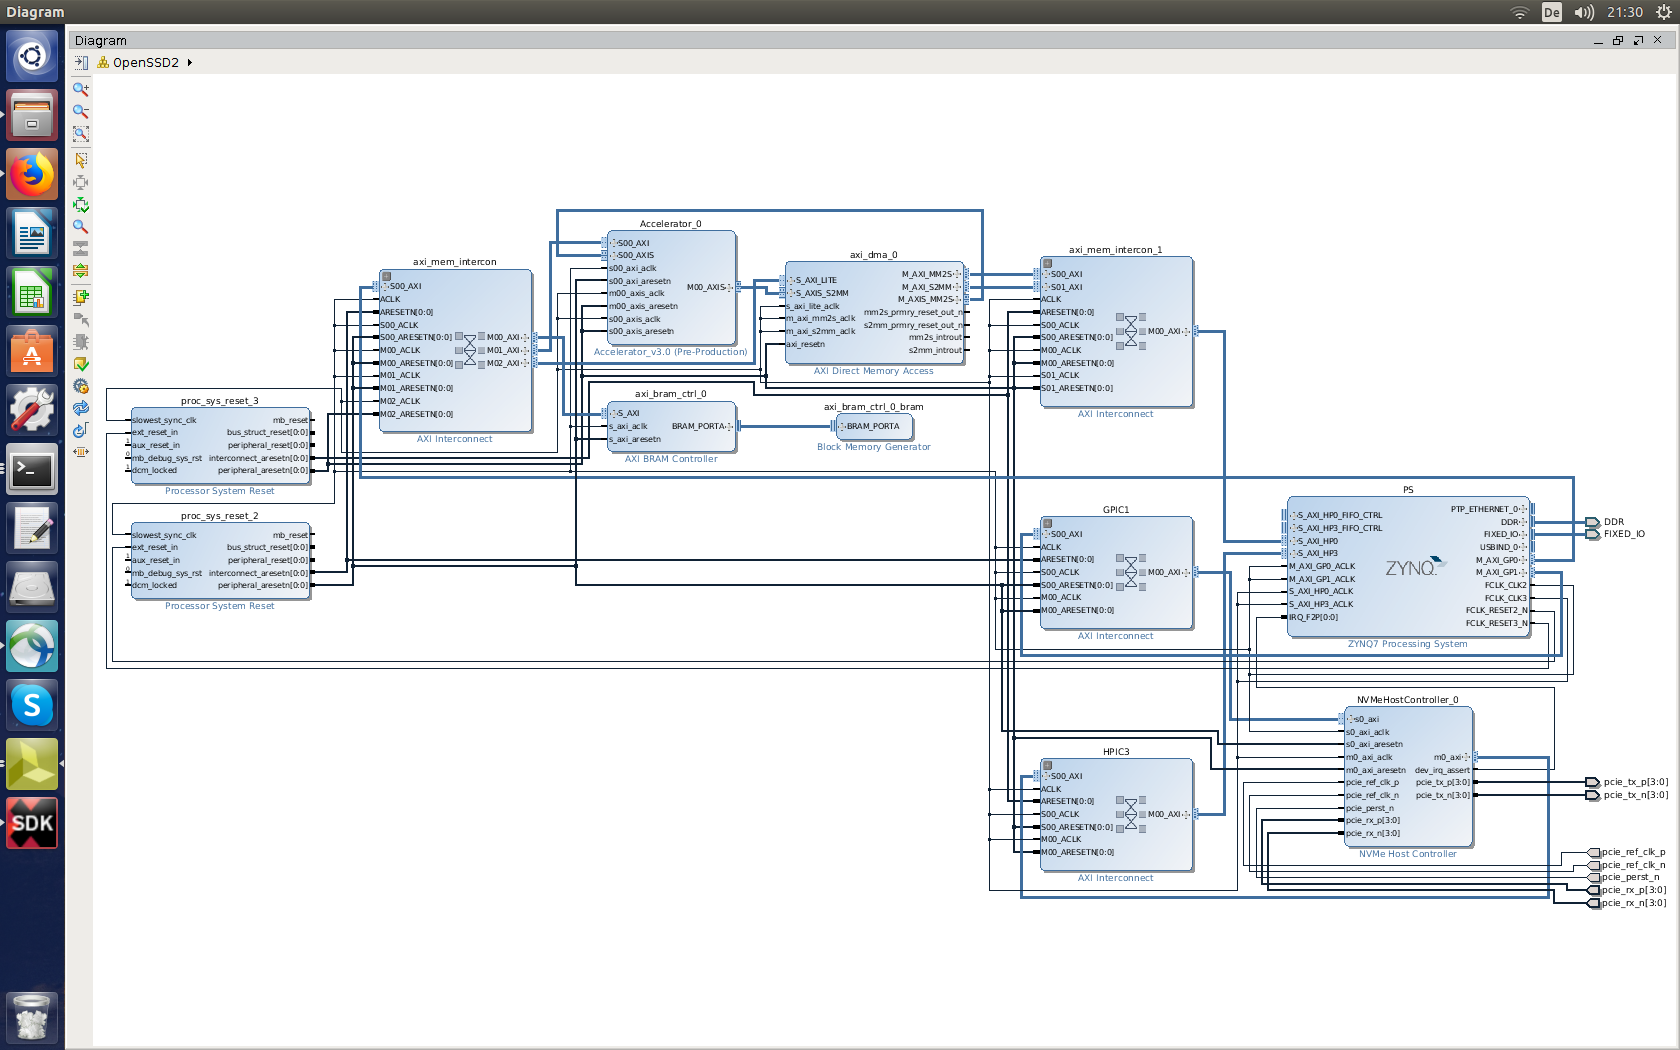 Diagram
De
21:30
Diagram
OpenSSD2
Accelerator_0
S00_AXI
S00_AXIS
s00_axi_aclk
s00_axi_aresetn
m00_axis_aclk
m00_axis_aresetn
s00_axis_aclk
s00_axis_aresetn
M00_AXIS
Accelerator_v3.0 (Pre-Production)
axi_mem_intercon
S00_AXI
ACLK
ARESETN[0:0]
S00_ACLK
S00_ARESETN[0:0]
M00_ACLK
M00_ARESETN[0:0]
M01_ACLK
M01_ARESETN[0:0]
M02_ACLK
M02_ARESETN[0:0]
M00_AXI
M01_AXI
M02_AXI
AXI Interconnect
axi_dma_0
S_AXI_LITE
S_AXIS_S2MM
s_axi_lite_aclk
m_axi_mm2s_aclk
m_axi_s2mm_aclk
axi_resetn
M_AXI_MM2S
M_AXI_S2MM
M_AXIS_MM2S
mm2s_prmry_reset_out_n
s2mm_prmry_reset_out_n
mm2s_introut
s2mm_introut
AXI Direct Memory Access
axi_mem_intercon_1
S00_AXI
S01_AXI
ACLK
ARESETN[0:0]
S00_ACLK
S00_ARESETN[0:0]
M00_ACLK
M00_ARESETN[0:0]
S01_ACLK
S01_ARESETN[0:0]
M00_AXI
AXI Interconnect
axi_bram_ctrl_0
S_AXI
s_axi_aclk
s_axi_aresetn
BRAM_PORTA
AXI BRAM Controller
axi_bram_ctrl_0_bram
BRAM_PORTA
Block Memory Generator
proc_sys_reset_3
slowest_sync_clk
ext_reset_in
aux_reset_in
mb_debug_sys_rst
dcm_locked
mb_reset
bus_struct_reset[0:0]
peripheral_reset[0:0]
interconnect_aresetn[0:0]
peripheral_aresetn[0:0]
Processor System Reset
proc_sys_reset_2
slowest_sync_clk
ext_reset_in
aux_reset_in
mb_debug_sys_rst
dcm_locked
mb_reset
bus_struct_reset[0:0]
peripheral_reset[0:0]
interconnect_aresetn[0:0]
peripheral_aresetn[0:0]
Processor System Reset
GPIC1
S00_AXI
ACLK
ARESETN[0:0]
S00_ACLK
S00_ARESETN[0:0]
M00_ACLK
M00_ARESETN[0:0]
M00_AXI
AXI Interconnect
PS
S_AXI_HP0_FIFO_CTRL
S_AXI_HP3_FIFO_CTRL
S_AXI_HP0
S_AXI_HP3
M_AXI_GP0_ACLK
M_AXI_GP1_ACLK
S_AXI_HP0_ACLK
S_AXI_HP3_ACLK
IRQ_F2P[0:0]
ZYNQ
PTP_ETHERNET_0
DDR
FIXED_IO
USBIND_0
M_AXI_GP0
M_AXI_GP1
FCLK_CLK2
FCLK_CLK3
FCLK_RESET2_N
FCLK_RESET3_N
ZYNQ7 Processing System
DDR
FIXED_IO
HPIC3
S00_AXI
ACLK
ARESETN[0:0]
S00_ACLK
S00_ARESETN[0:0]
M00_ACLK
M00_ARESETN[0:0]
M00_AXI
AXI Interconnect
NVMeHostController_0
s0_axi
s0_axi_aclk
s0_axi_aresetn
m0_axi_aclk
m0_axi_aresetn
pcie_ref_clk_p
pcie_ref_clk_n
pcie_perst_n
pcie_rx_p[3:0]
pcie_rx_n[3:0]
m0_axi
dev_irq_assert
pcie_tx_p[3:0]
pcie_tx_n[3:0]
NVMe Host Controller
pcie_tx_p[3:0]
pcie_tx_n[3:0]
pcie_ref_clk_p
pcie_ref_clk_n
pcie_perst_n
pcie_rx_p[3:0]
pcie_rx_n[3:0]
SDK